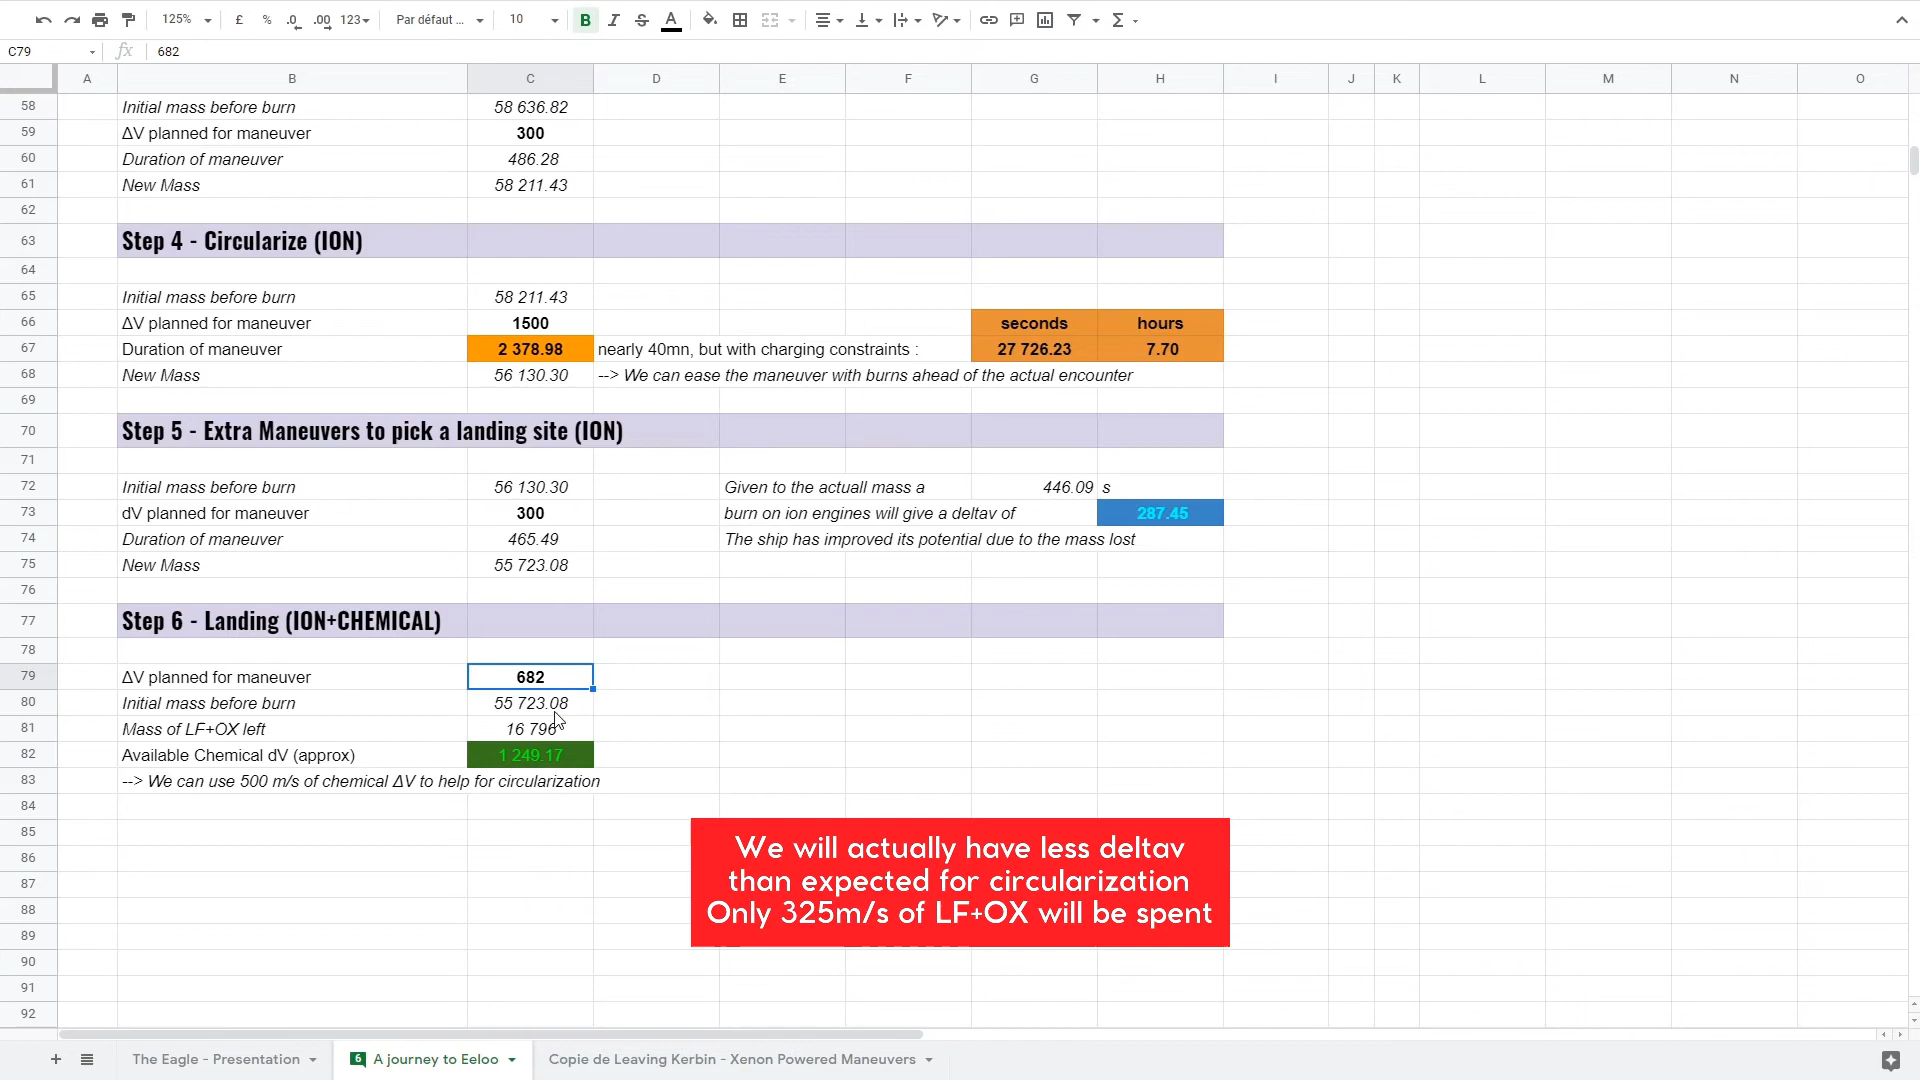 125% £ % .0 .00 123 Par défaut ... 10 B I S A Σ
C79 fx 682
A B C D E F G H I J K L M N O
58 Initial mass before burn 58 636.82
59 ΔV planned for maneuver 300
60 Duration of maneuver 486.28
61 New Mass 58 211.43
62
63 Step 4 - Circularize (ION)
64
65 Initial mass before burn 58 211.43
66 ΔV planned for maneuver 1500 seconds hours
67 Duration of maneuver 2 378.98 nearly 40mn, but with charging constraints : 27 726.23 7.70
68 New Mass 56 130.30 --> We can ease the maneuver with burns ahead of the actual encounter
69
70 Step 5 - Extra Maneuvers to pick a landing site (ION)
71
72 Initial mass before burn 56 130.30 Given to the actuall mass a 446.09 s
73 dV planned for maneuver 300 burn on ion engines will give a deltav of 287.45
74 Duration of maneuver 465.49 The ship has improved its potential due to the mass lost
75 New Mass 55 723.08
76
77 Step 6 - Landing (ION+CHEMICAL)
78
79 ΔV planned for maneuver 682
80 Initial mass before burn 55 723.08
81 Mass of LF+OX left 16 796
82 Available Chemical dV (approx) 1 249.17
83 --> We can use 500 m/s of chemical ΔV to help for circularization
84
85
86
87
88
89
90
91
92
We will actually have less deltav
than expected for circularization
Only 325m/s of LF+OX will be spent
+ The Eagle - Presentation 6 A journey to Eeloo Copie de Leaving Kerbin - Xenon Powered Maneuvers